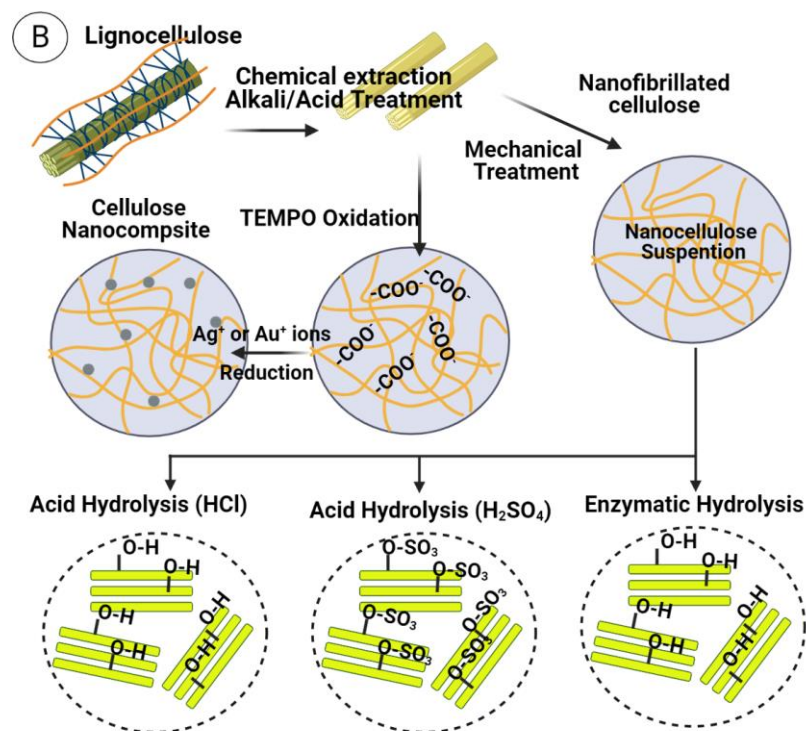 B
Lignocellulose
Chemical extraction
Alkali/Acid Treatment
Nanofibrillated
cellulose
Mechanical
Treatment
Cellulose
Nanocompsite
TEMPO Oxidation
Nanocellulose
Suspention
-COO⁻
-COO⁻
-COO⁻
-COO⁻
-COO⁻
Ag⁺ or Au⁺ ions
Reduction
Acid Hydrolysis (HCl)
O-H
O-H
O-H
O-H
O-H
O-H
Acid Hydrolysis (H₂SO₄)
O-SO₃
O-SO₃
O-SO₃
O-SO₃
O-SO₃
O-SO₃
Enzymatic Hydrolysis
O-H
O-H
O-H
O-H
O-H
O-H